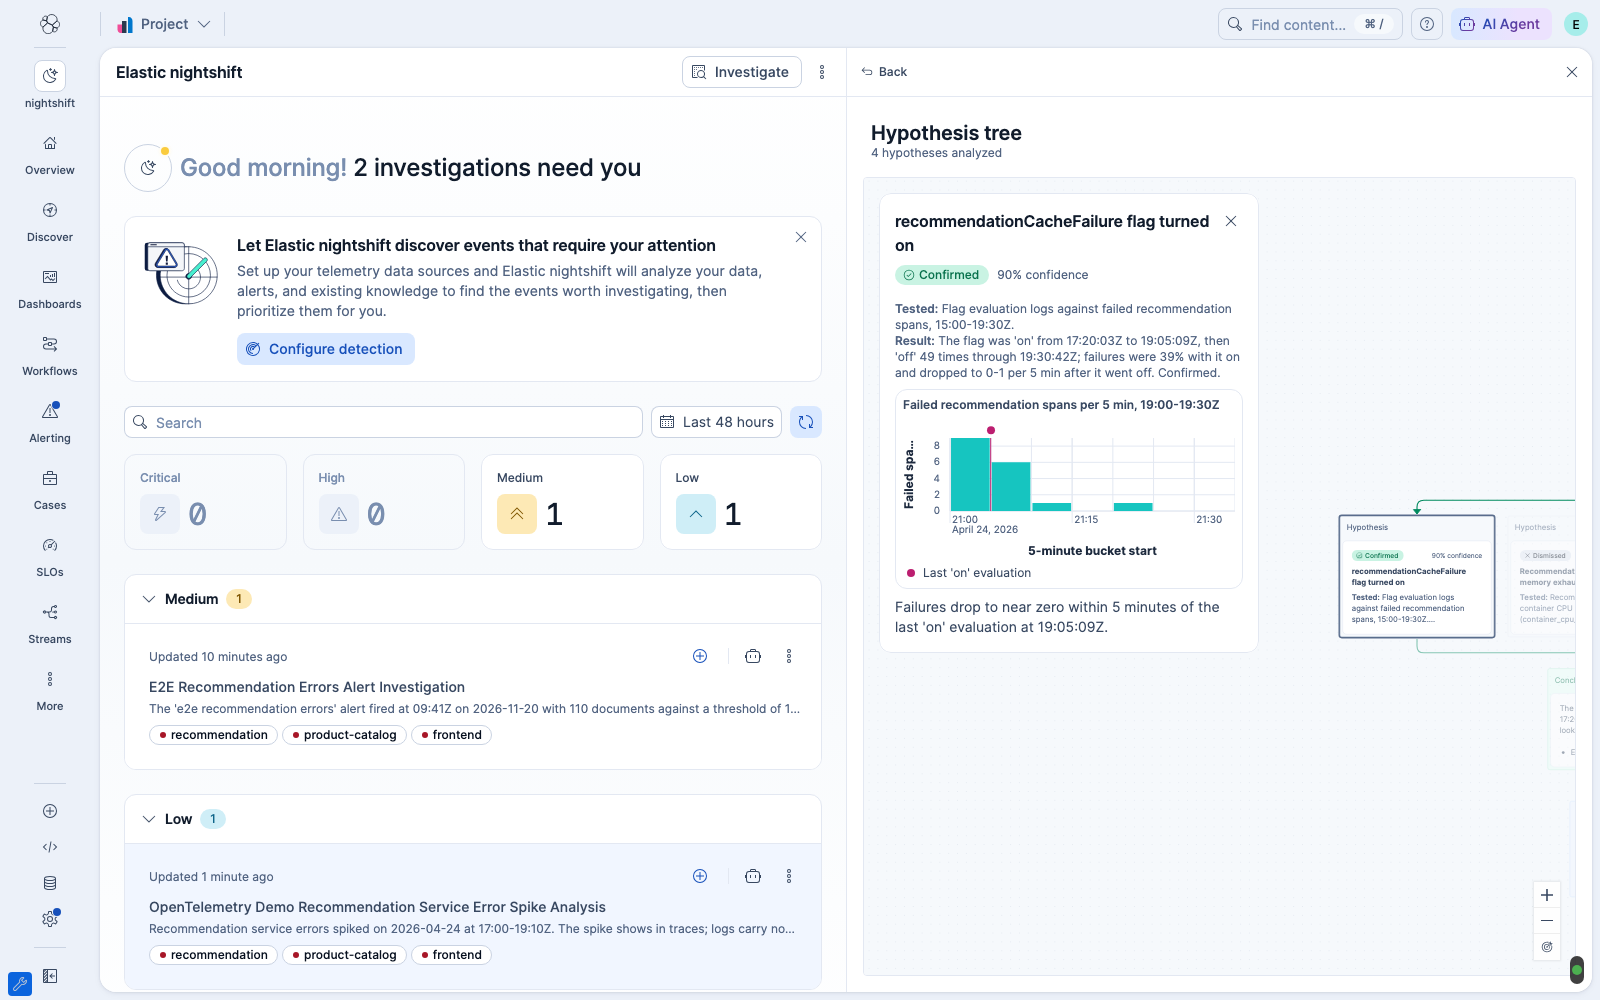 Project
Find content...
⌘ /
AI Agent
E
nightshift
Overview
Discover
Dashboards
Workflows
Alerting
Cases
SLOs
Streams
More
Elastic nightshift
Investigate
Good morning! 2 investigations need you
Let Elastic nightshift discover events that require your attention
Set up your telemetry data sources and Elastic nightshift will analyze your data,
alerts, and existing knowledge to find the events worth investigating, then
prioritize them for you.
Configure detection
Search
Last 48 hours
Critical
0
High
0
Medium
1
Low
1
Medium 1
Updated 10 minutes ago
E2E Recommendation Errors Alert Investigation
The 'e2e recommendation errors' alert fired at 09:41Z on 2026-11-20 with 110 documents against a threshold of 1...
recommendation
product-catalog
frontend
Low 1
Updated 1 minute ago
OpenTelemetry Demo Recommendation Service Error Spike Analysis
Recommendation service errors spiked on 2026-04-24 at 17:00-19:10Z. The spike shows in traces; logs carry no...
recommendation
product-catalog
frontend
Back
Hypothesis tree
4 hypotheses analyzed
recommendationCacheFailure flag turned
on
Confirmed
90% confidence
Tested: Flag evaluation logs against failed recommendation
spans, 15:00-19:30Z.
Result: The flag was 'on' from 17:20:03Z to 19:05:09Z, then
'off' 49 times through 19:30:42Z; failures were 39% with it on
and dropped to 0-1 per 5 min after it went off. Confirmed.
Failed recommendation spans per 5 min, 19:00-19:30Z
Failed spa...
8
6
4
2
0
21:00
April 24, 2026
21:15
21:30
5-minute bucket start
Last 'on' evaluation
Failures drop to near zero within 5 minutes of the
last 'on' evaluation at 19:05:09Z.
Hypothesis
Confirmed
90% confidence
recommendationCacheFailure
flag turned on
Tested: Flag evaluation logs
against failed recommendation
spans, 15:00-19:30Z....
Hypothesis
Dismissed
Recommendat
memory exhau
Tested: Recom
container CPU
(container_cpu_
Concl
The
17:2
look
• E